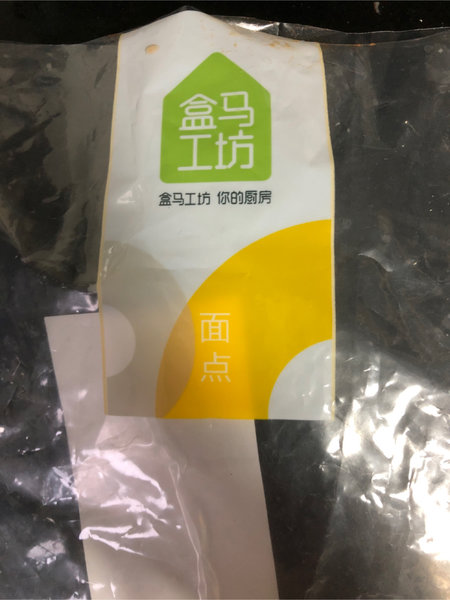 盒马
工坊
盒马工坊 你的厨房
面
点